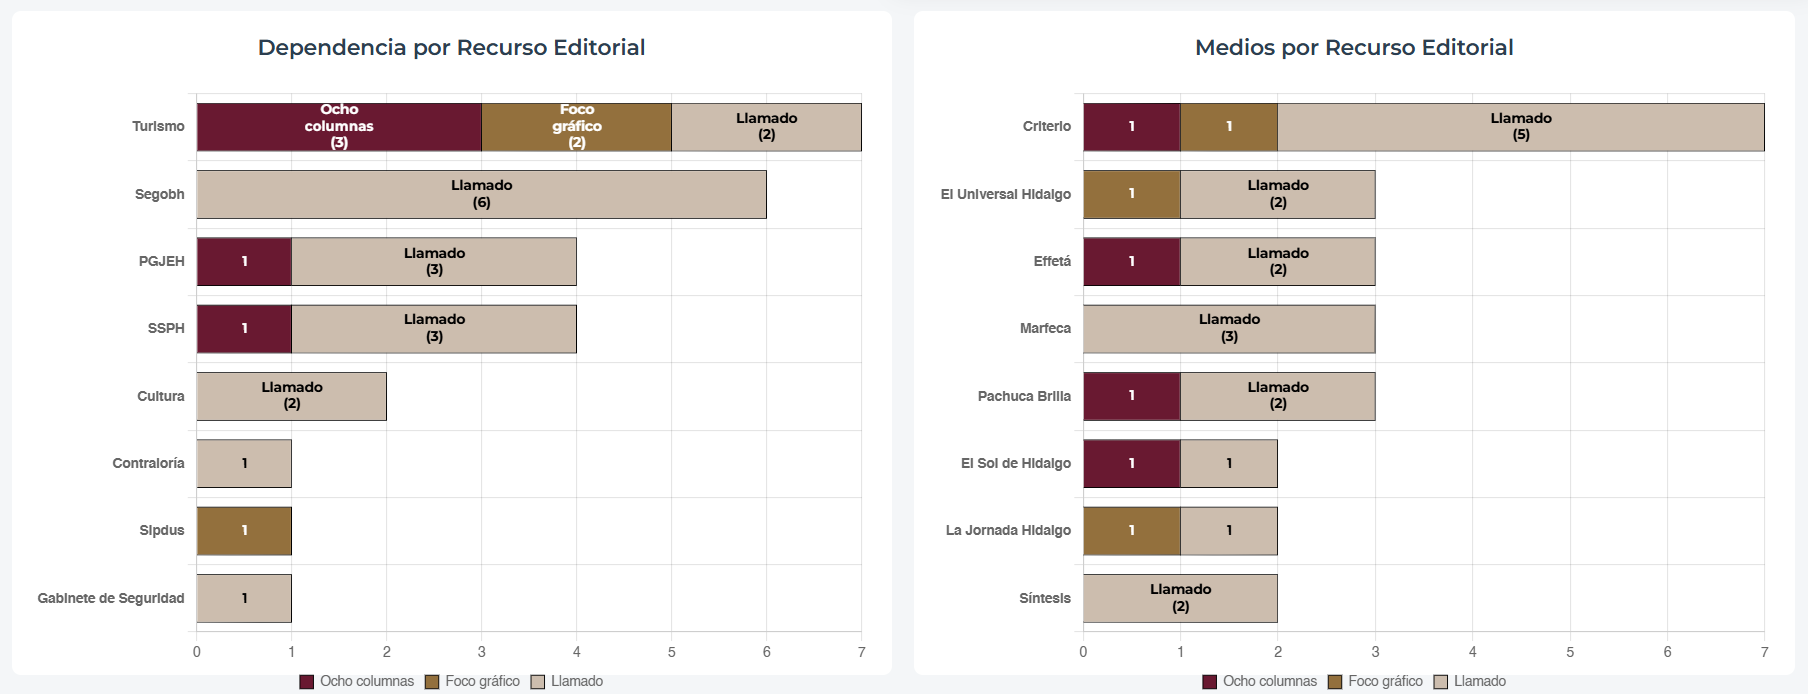 Dependencia por Recurso Editorial
Turismo
Ocho
columnas
(3)
Foco
gráfico
(2)
Llamado
(2)
Segobh
Llamado
(6)
PGJEH
1
Llamado
(3)
SSPH
1
Llamado
(3)
Cultura
Llamado
(2)
Contraloría
1
Sipdus
1
Gabinete de Seguridad
1
0 1 2 3 4 5 6 7
Ocho columnas Foco gráfico Llamado
Medios por Recurso Editorial
Criterio
1
1
Llamado
(5)
El Universal Hidalgo
1
Llamado
(2)
Effetá
1
Llamado
(2)
Marfeca
Llamado
(3)
Pachuca Brilla
1
Llamado
(2)
El Sol de Hidalgo
1
1
La Jornada Hidalgo
1
1
Síntesis
Llamado
(2)
0 1 2 3 4 5 6 7
Ocho columnas Foco gráfico Llamado